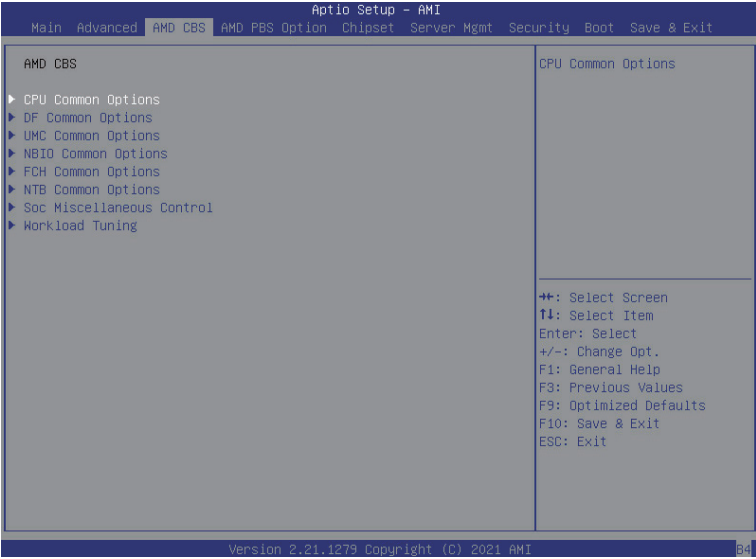 Aptio Setup – AMI
Main Advanced AMD CBS AMD PBS Option Chipset Server Mgmt Security Boot Save & Exit
AMD CBS
CPU Common Options
DF Common Options
UMC Common Options
NBIO Common Options
FCH Common Options
NTB Common Options
Soc Miscellaneous Control
Workload Tuning
CPU Common Options
→←: Select Screen
↑↓: Select Item
Enter: Select
+/-: Change Opt.
F1: General Help
F3: Previous Values
F9: Optimized Defaults
F10: Save & Exit
ESC: Exit
Version 2.21.1279 Copyright (C) 2021 AMI
B4